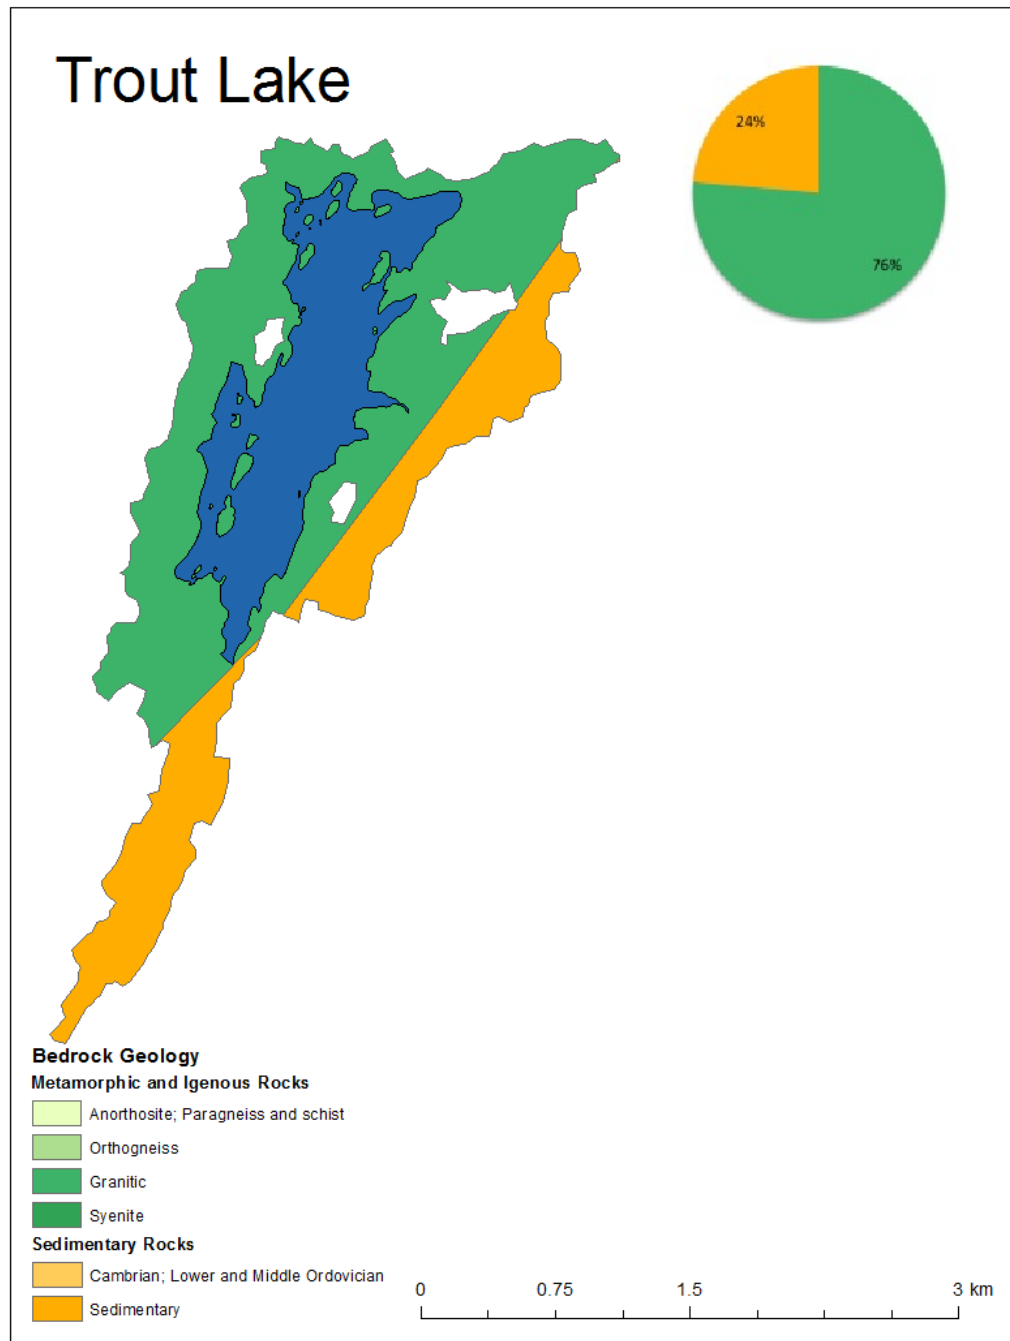 Trout Lake
24%
76%
Bedrock Geology
Metamorphic and Igenous Rocks
Anorthosite; Paragneiss and schist
Orthogneiss
Granitic
Syenite
Sedimentary Rocks
Cambrian; Lower and Middle Ordovician
Sedimentary
0 0.75 1.5 3 km